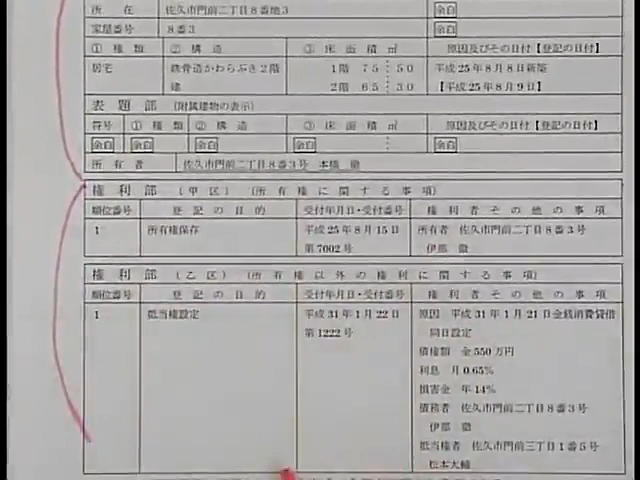 所 在 佐久市門前二丁目8番地3 余白
家屋番号 8番3 余白
① 種 類 ② 構 造 ③ 床 面 積 ㎡ 原因及びその日付【登記の日付】
居宅 鉄骨造かわらぶき2階建 1階 75 50 平成25年8月8日新築
2階 65 30 【平成25年8月9日】
表 題 部 (附属建物の表示)
符号 ① 種 類 ② 構 造 ③ 床 面 積 ㎡ 原因及びその日付【登記の日付】
余白 余白 余白 余白 余白
所 有 者 佐久市門前二丁目8番3号 徹
権 利 部 (甲 区) (所 有 権 に 関 す る 事 項)
順位番号 登 記 の 目 的 受付年月日・受付番号 権 利 者 そ の 他 の 事 項
1 所有権保存 平成25年8月15日 所有者 佐久市門前二丁目8番3号
第7002号 伊那 徹
権 利 部 (乙 区) (所 有 権 以 外 の 権 利 に 関 す る 事 項)
順位番号 登 記 の 目 的 受付年月日・受付番号 権 利 者 そ の 他 の 事 項
1 抵当権設定 平成31年1月22日 原因 平成31年1月21日金銭消費貸借
第1222号 同日設定
債権額 金550万円
利息 月0.65%
損害金 年14%
債務者 佐久市門前二丁目8番3号
伊那 徹
抵当権者 佐久市門前三丁目1番5号
松本大輔